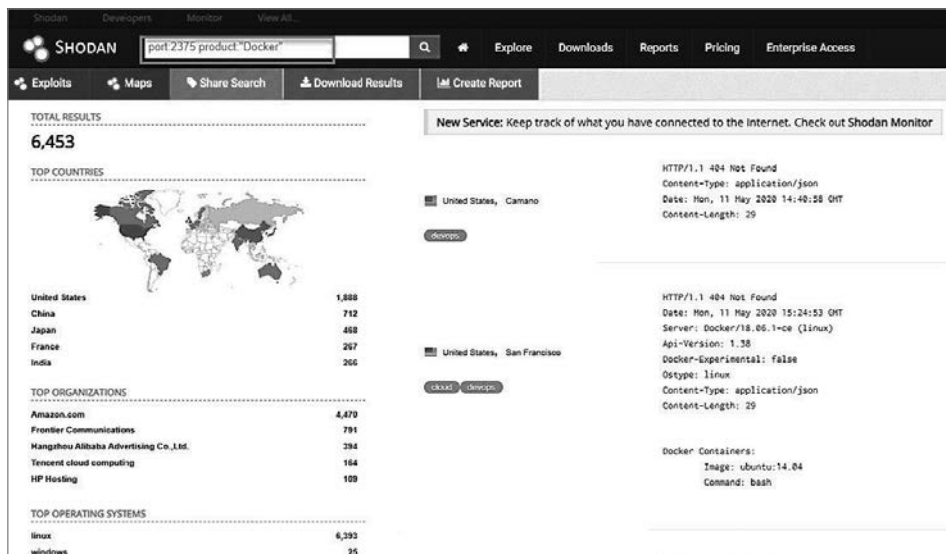 Shodan Developers Monitor View All...
SHODAN port:2375 product:"Docker" Explore Downloads Reports Pricing Enterprise Access
Exploits Maps Share Search Download Results Create Report
TOTAL RESULTS
6,453
TOP COUNTRIES
United States 1,888
China 712
Japan 468
France 267
India 266
TOP ORGANIZATIONS
Amazon.com 4,470
Frontier Communications 791
Hangzhou Alibaba Advertising Co.,Ltd. 394
Tencent cloud computing 164
HP Hosting 109
TOP OPERATING SYSTEMS
linux 6,393
windows 25
New Service: Keep track of what you have connected to the Internet. Check out Shodan Monitor
United States, Camano
devops
HTTP/1.1 404 Not Found
Content-Type: application/json
Date: Mon, 11 May 2020 14:40:58 GMT
Content-Length: 29
United States, San Francisco
cloud devops
HTTP/1.1 404 Not Found
Date: Mon, 11 May 2020 15:24:53 GMT
Server: Docker/18.06.1-ce (linux)
Api-Version: 1.38
Docker-Experimental: false
Ostype: linux
Content-Type: application/json
Content-Length: 29
Docker Containers:
Image: ubuntu:14.04
Command: bash